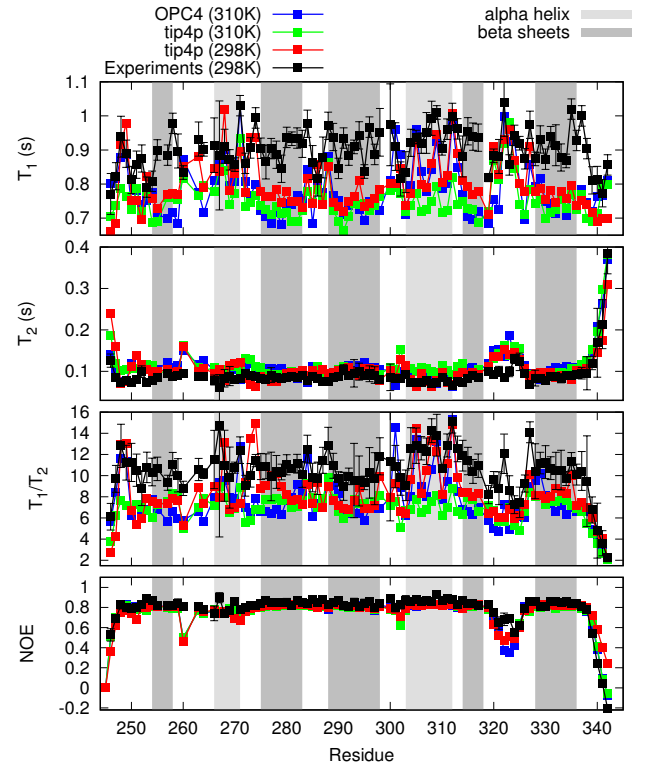 OPC4 (310K)
tip4p (310K)
tip4p (298K)
Experiments (298K)
alpha helix
beta sheets
1.1
1
0.9
0.8
0.7
T1 (s)
0.4
0.3
0.2
0.1
T2 (s)
16
14
12
10
8
6
4
2
T1/T2
1
0.8
0.6
0.4
0.2
0
-0.2
NOE
250 260 270 280 290 300 310 320 330 340
Residue